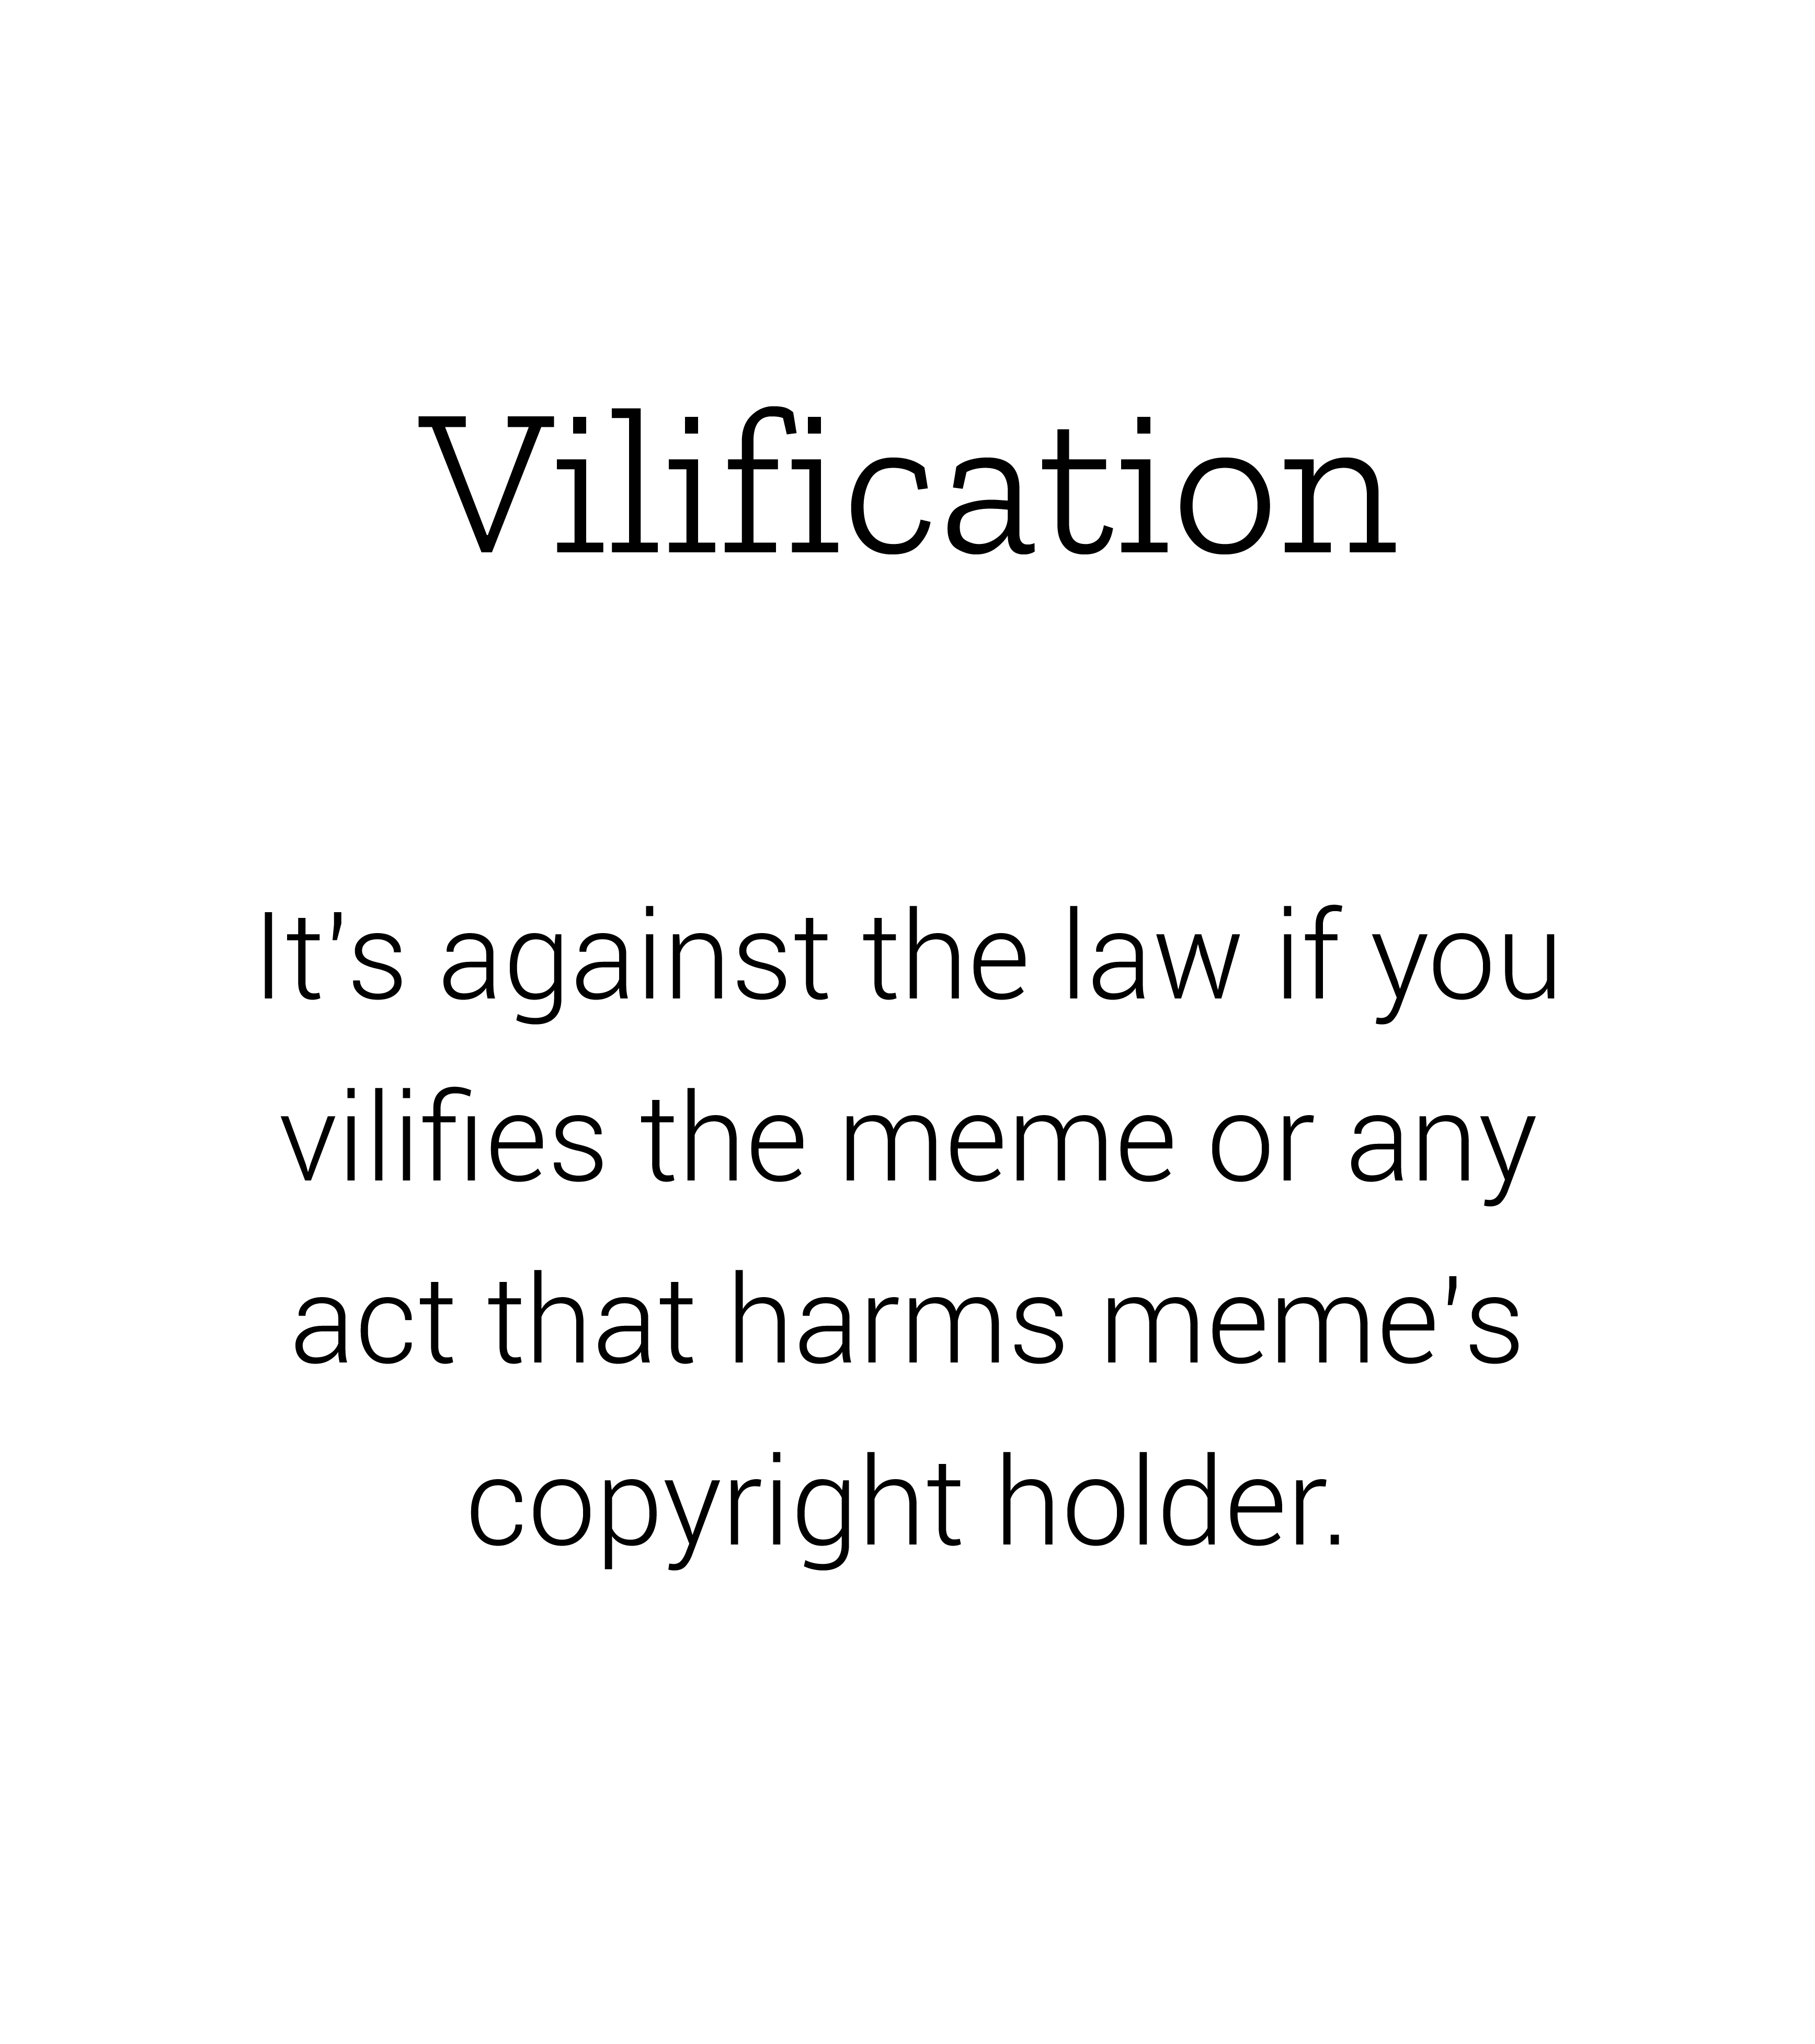 Vilification
It's against the law if you
vilifies the meme or any
act that harms meme's
copyright holder.